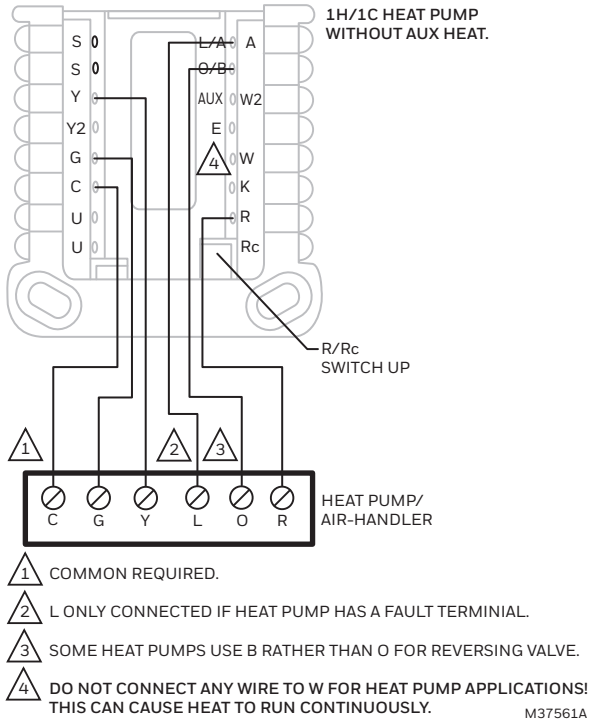 1H/1C HEAT PUMP
WITHOUT AUX HEAT.
S L/A A
S O/B
Y AUX W2
Y2 E
G 4 W
C K
U R
U Rc
R/Rc
SWITCH UP
1 2 3
C G Y L O R
HEAT PUMP/
AIR-HANDLER
1 COMMON REQUIRED.
2 L ONLY CONNECTED IF HEAT PUMP HAS A FAULT TERMINIAL.
3 SOME HEAT PUMPS USE B RATHER THAN O FOR REVERSING VALVE.
4 DO NOT CONNECT ANY WIRE TO W FOR HEAT PUMP APPLICATIONS!
THIS CAN CAUSE HEAT TO RUN CONTINUOUSLY.
M37561A